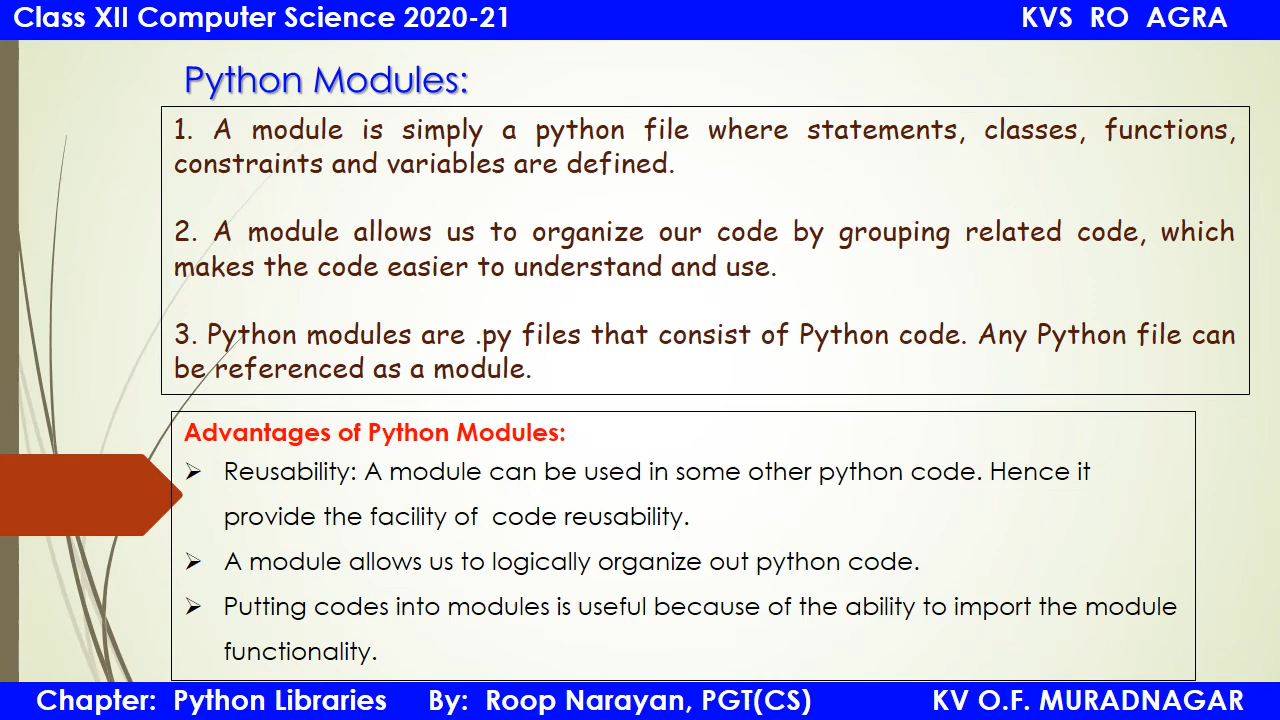 Class XII Computer Science 2020-21 KVS RO AGRA
Python Modules:
1. A module is simply a python file where statements, classes, functions,
constraints and variables are defined.
2. A module allows us to organize our code by grouping related code, which
makes the code easier to understand and use.
3. Python modules are .py files that consist of Python code. Any Python file can
be referenced as a module.
Advantages of Python Modules:
➢ Reusability: A module can be used in some other python code. Hence it
provide the facility of code reusability.
➢ A module allows us to logically organize out python code.
➢ Putting codes into modules is useful because of the ability to import the module
functionality.
Chapter: Python Libraries By: Roop Narayan, PGT(CS) KV O.F. MURADNAGAR